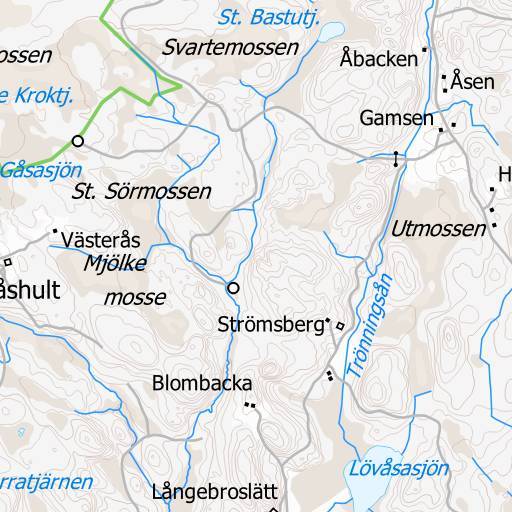 St. Bastutj.
Svartemossen
Åbacken
ossen
Åsen
e Kroktj.
Gamsen
Gåsasjön
H
St. Sörmossen
Utmossen
Västerås
Mjölke
mosse
åshult
Trönningsån
Strömsberg
Blombacka
Lövåsasjön
rratjärnen
Långebroslätt